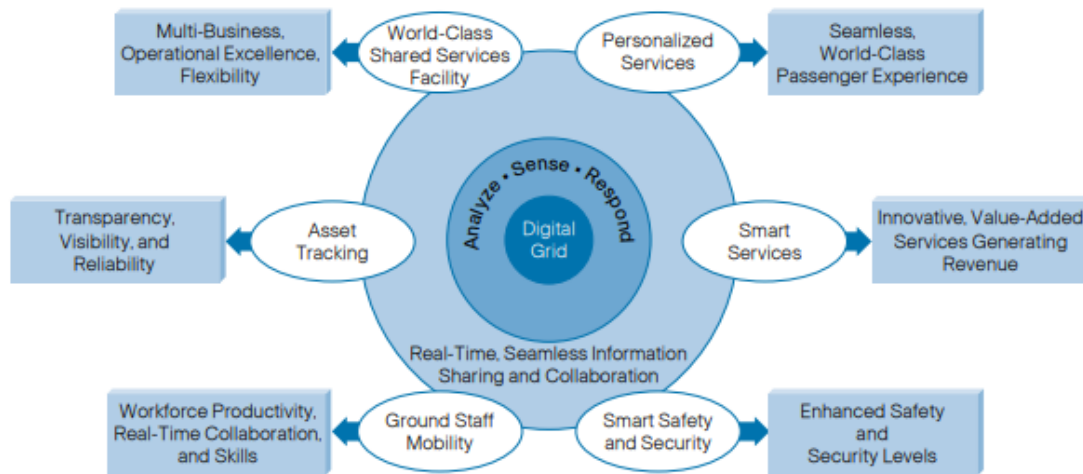 Multi-Business,
Operational Excellence,
Flexibility
World-Class
Shared Services
Facility
Personalized
Services
Seamless,
World-Class
Passenger Experience
Transparency,
Visibility, and
Reliability
Asset
Tracking
Analyze • Sense • Respond
Digital
Grid
Smart
Services
Innovative, Value-Added
Services Generating
Revenue
Real-Time, Seamless Information
Sharing and Collaboration
Workforce Productivity,
Real-Time Collaboration,
and Skills
Ground Staff
Mobility
Smart Safety
and Security
Enhanced Safety
and
Security Levels